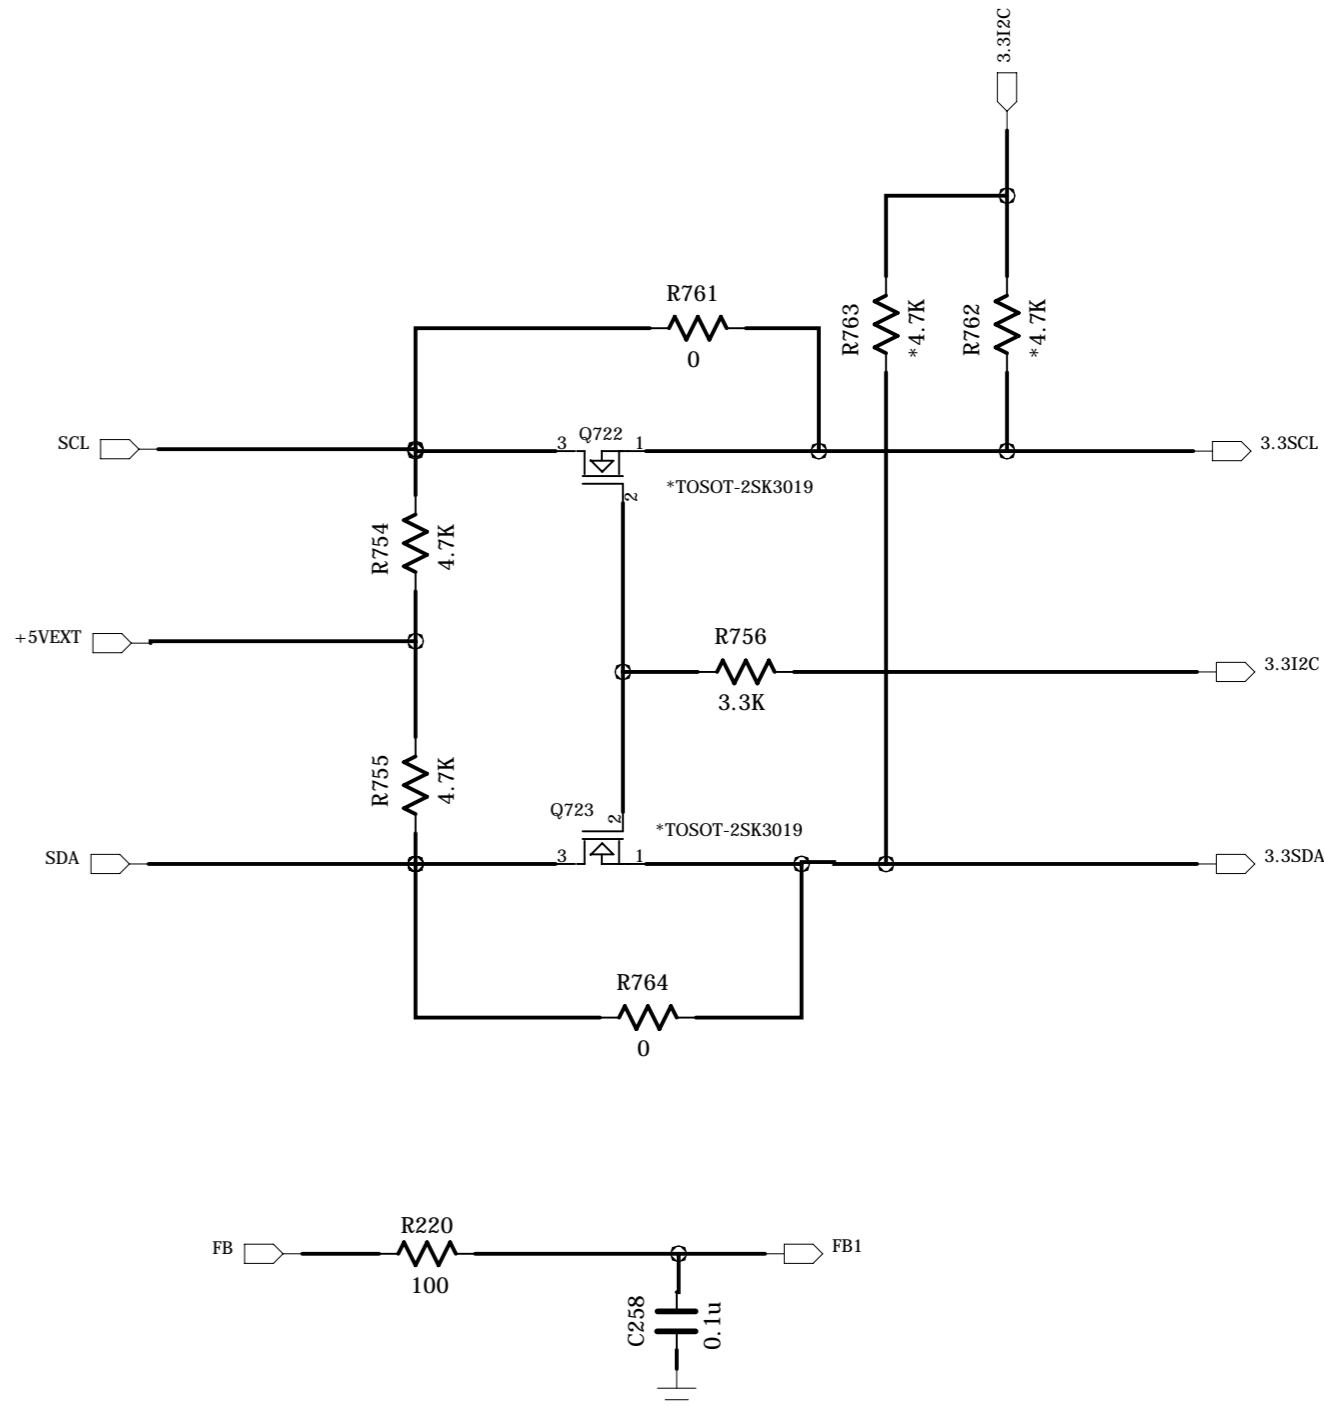 3.3I2C
R761
0
R763
*4.7K
R762
*4.7K
SCL
3
Q722
1
3.3SCL
*TOSOT-2SK3019
2
R754
4.7K
+5VEXT
R756
3.3K
3.3I2C
R755
4.7K
Q723
2
*TOSOT-2SK3019
SDA
3
1
3.3SDA
R764
0
FB
R220
100
FB1
C258
0.1u